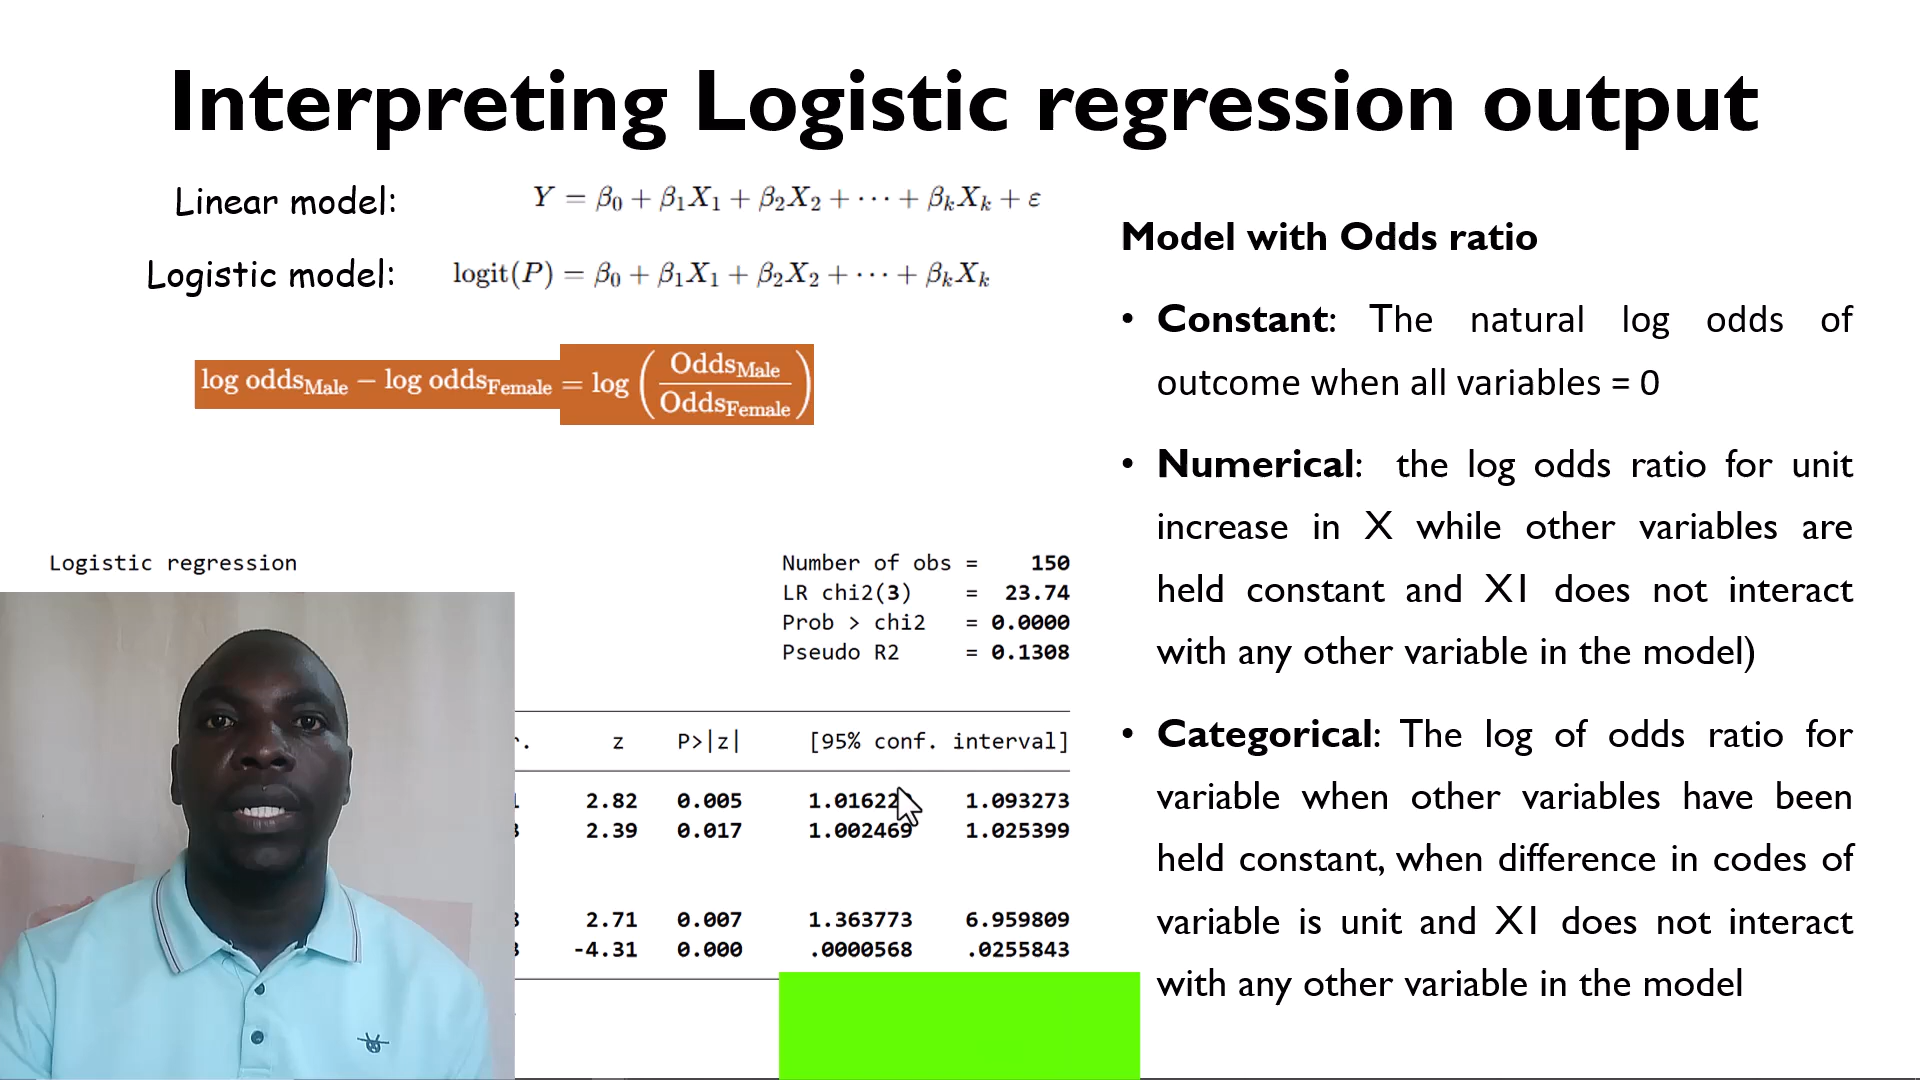 Interpreting Logistic regression output
Linear model: Y = β₀ + β₁X₁ + β₂X₂ + ⋯ + βₖXₖ + ε
Logistic model: logit(P) = β₀ + β₁X₁ + β₂X₂ + ⋯ + βₖXₖ
log odds_Male − log odds_Female = log (Odds_Male / Odds_Female)
Logistic regression
Number of obs = 150
LR chi2(3) = 23.74
Prob > chi2 = 0.0000
Pseudo R2 = 0.1308
z P>|z| [95% conf. interval]
2.82 0.005 1.093273
2.39 0.017 1.002469 1.025399
2.71 0.007 1.363773 6.959809
-4.31 0.000 .0000568 .0255843
Model with Odds ratio
• Constant: The natural log odds of
outcome when all variables = 0
• Numerical: the log odds ratio for unit
increase in X while other variables are
held constant and X1 does not interact
with any other variable in the model)
• Categorical: The log of odds ratio for
variable when other variables have been
held constant, when difference in codes of
variable is unit and X1 does not interact
with any other variable in the model